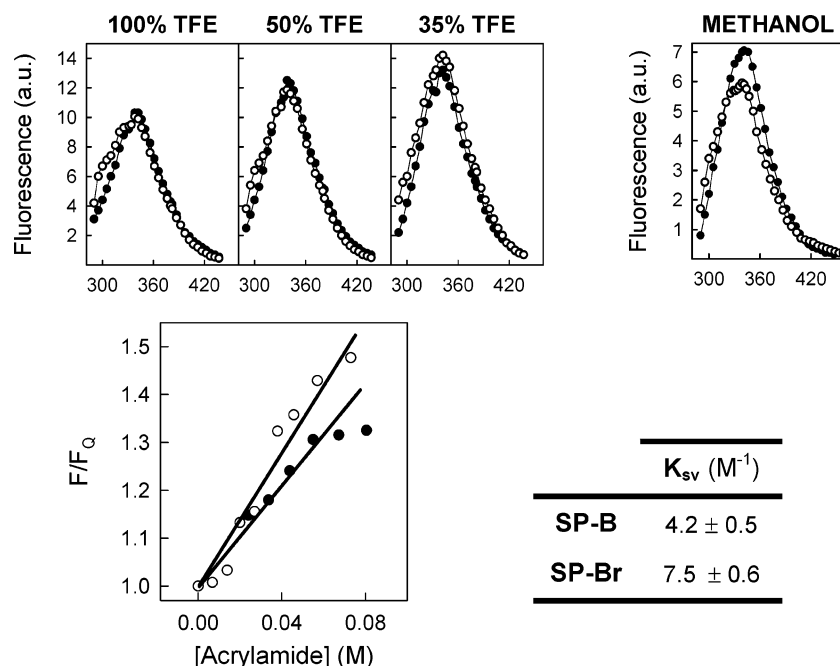 100% TFE
50% TFE
35% TFE
METHANOL
Fluorescence (a.u.)
14
12
10
8
6
4
2
300 360 420
300 360 420
300 360 420
Fluorescence (a.u.)
7
6
5
4
3
2
1
300 360 420
F/F_Q
1.5
1.4
1.3
1.2
1.1
1.0
0.00 0.04 0.08
[Acrylamide] (M)
Ksv (M⁻¹)
SP-B 4.2 ± 0.5
SP-Br 7.5 ± 0.6